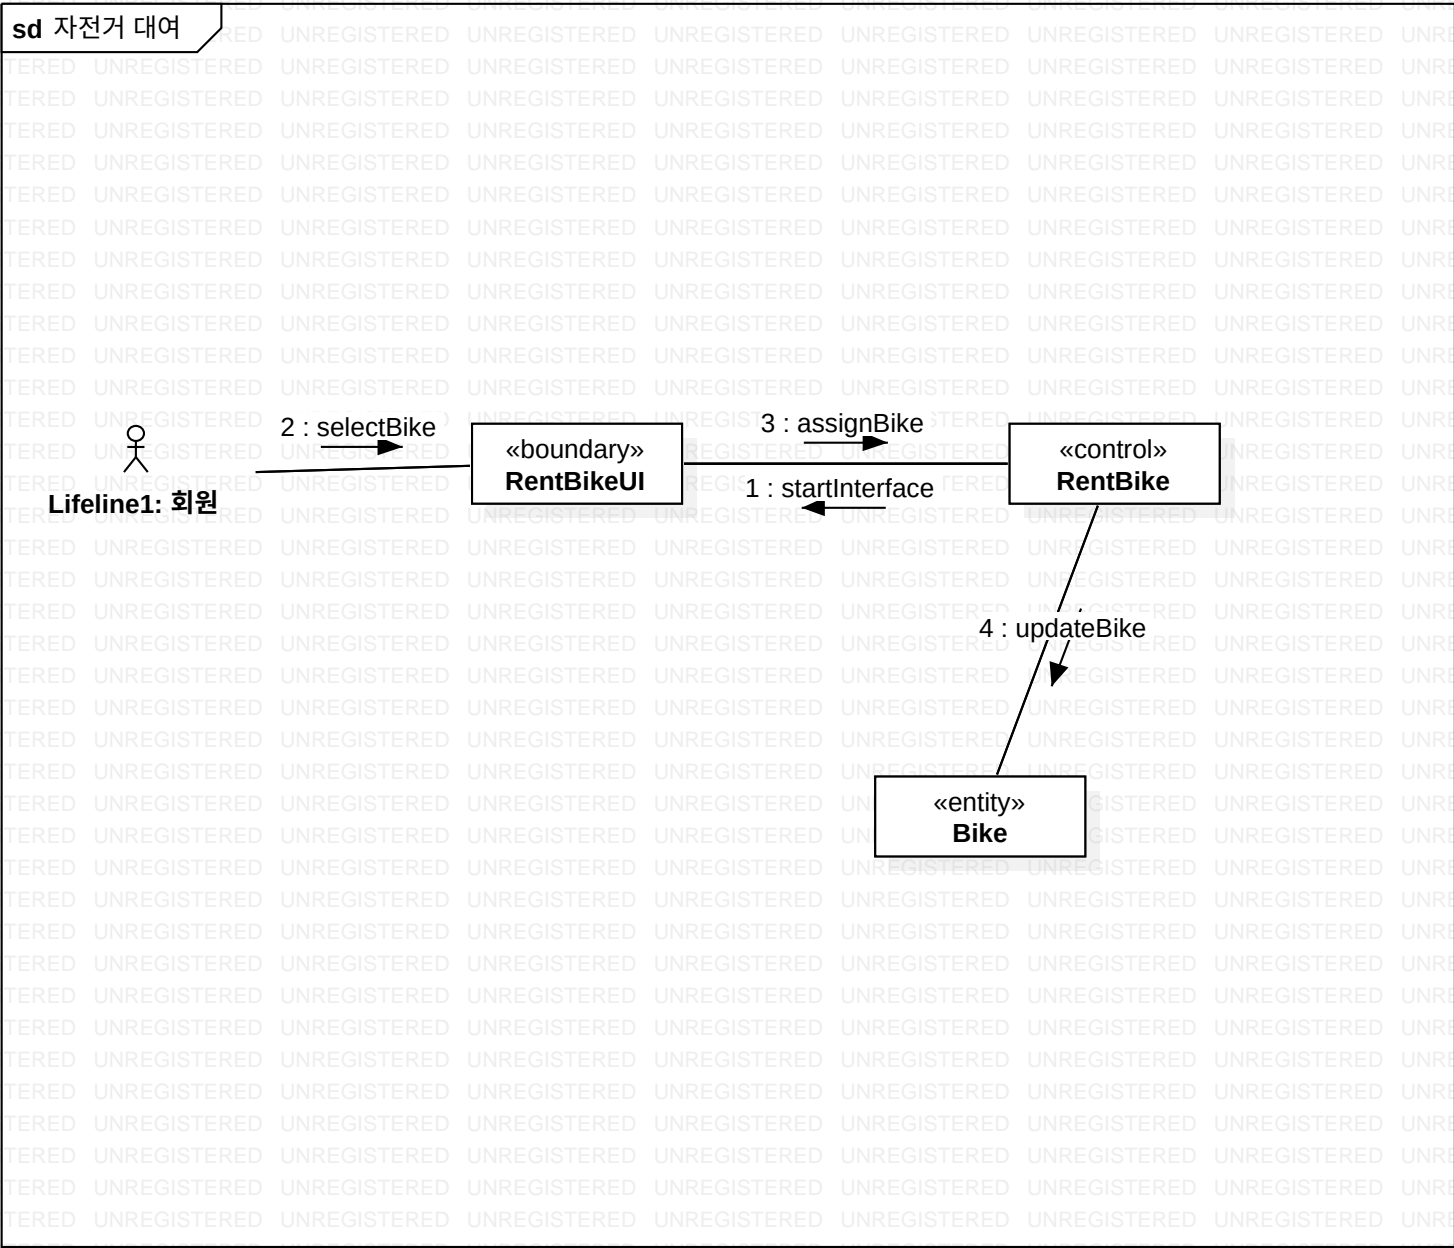 sd 자전거 대여
2 : selectBike
3 : assignBike
1 : startInterface
Lifeline1: 회원
«boundary»
RentBikeUI
«control»
RentBike
4 : updateBike
«entity»
Bike
UNREGISTERED